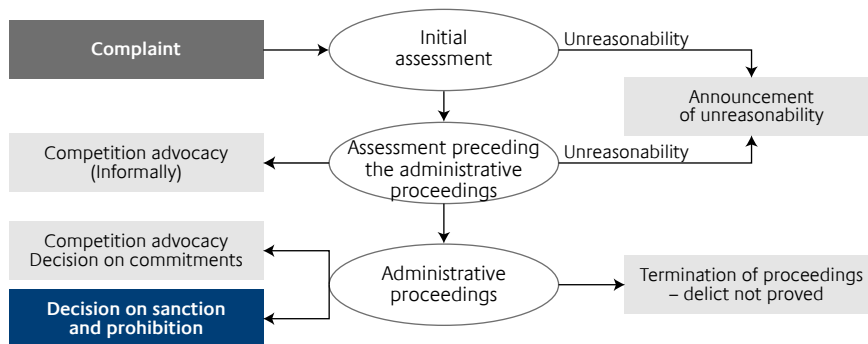 Complaint
Initial
assessment
Unreasonability
Announcement
of unreasonability
Competition advocacy
(Informally)
Assessment preceding
the administrative
proceedings
Unreasonability
Competition advocacy
Decision on commitments
Administrative
proceedings
Termination of proceedings
– delict not proved
Decision on sanction
and prohibition